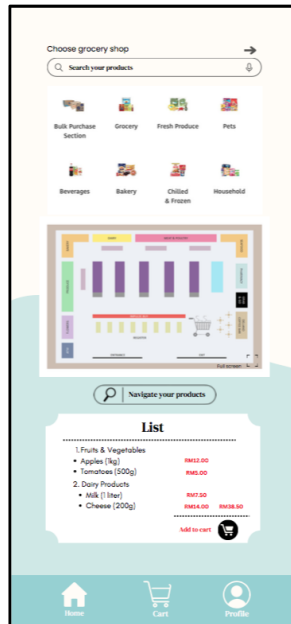 Choose grocery shop
Search your products
Bulk Purchase Section
Grocery
Fresh Produce
Pets
Beverages
Bakery
Chilled & Frozen
Household
Full screen
Navigate your products
List
1.Fruits & Vegetables
• Apples (1kg) RM12.00
• Tomatoes (500g) RM5.00
2. Dairy Products
• Milk (1 liter) RM7.50
• Cheese (200g) RM14.00 RM38.50
Add to cart
Home
Cart
Profile